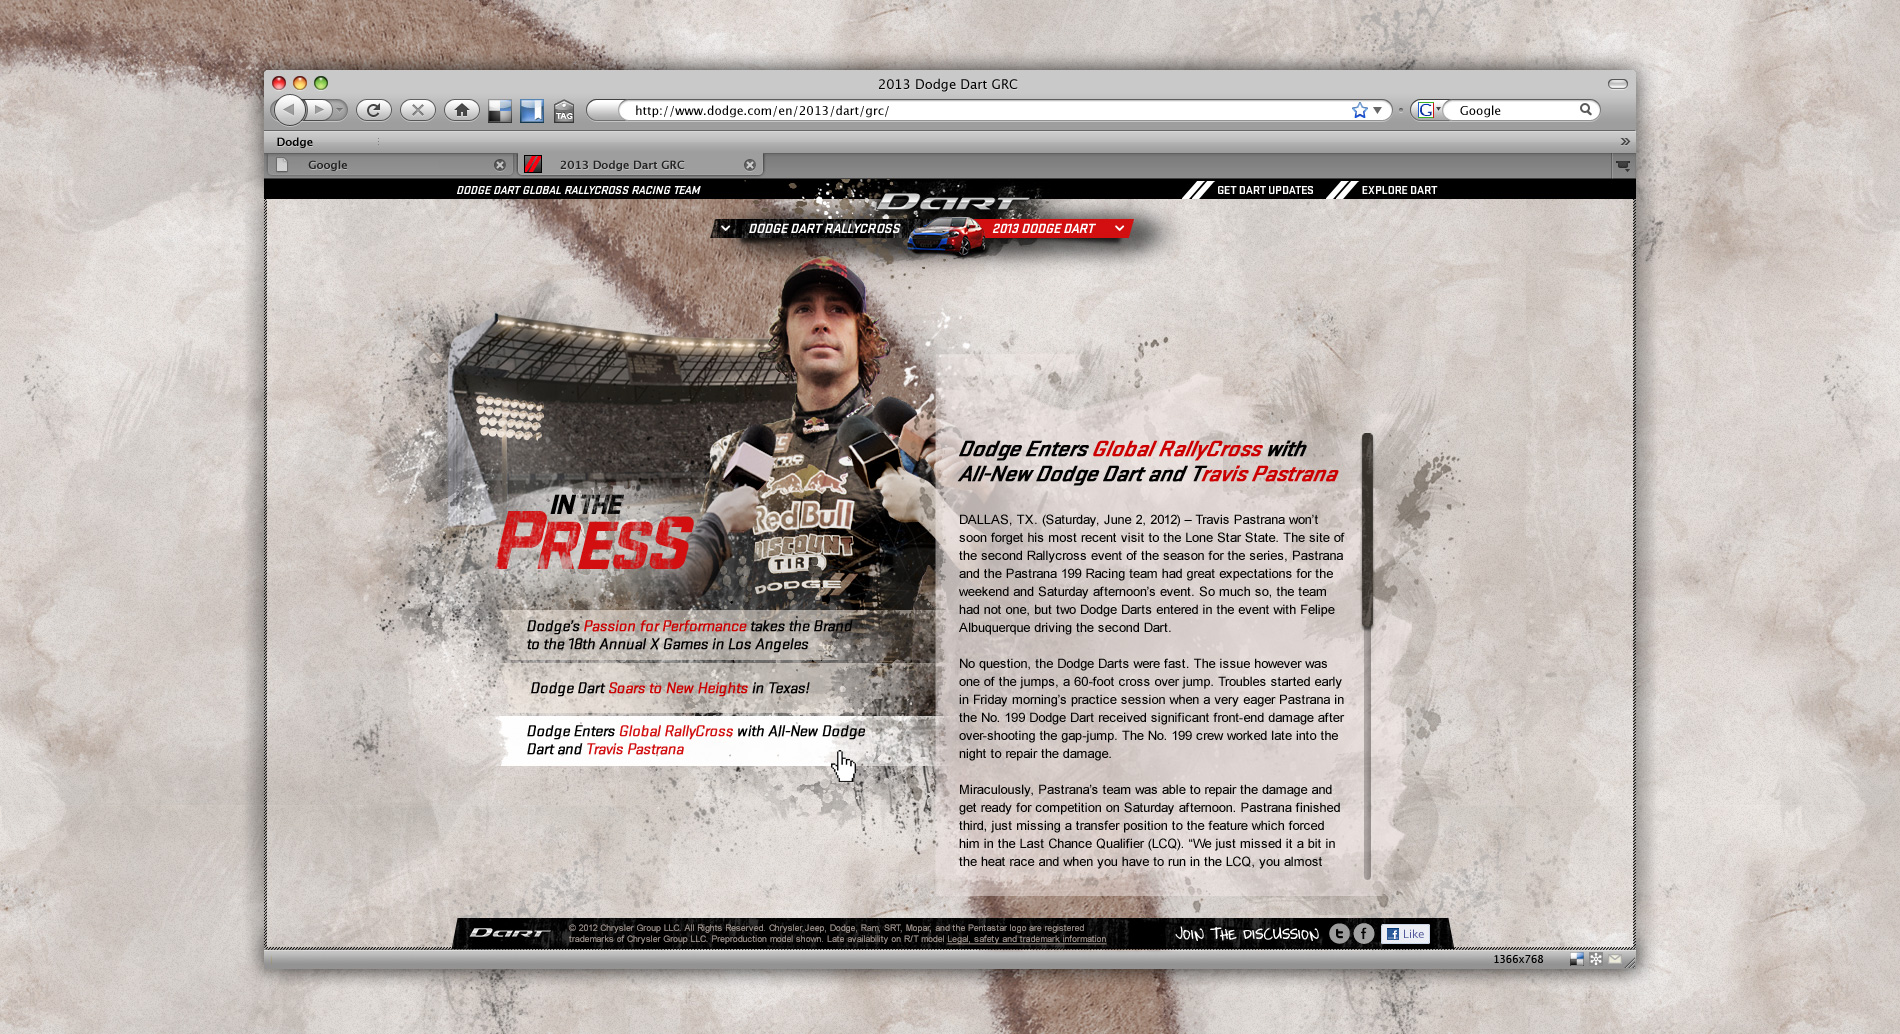 2013 Dodge Dart GRC
TAG
http://www.dodge.com/en/2013/dart/grc/
G
Google
Dodge
Google
2013 Dodge Dart GRC
DODGE DART GLOBAL RALLYCROSS RACING TEAM
DART
GET DART UPDATES
EXPLORE DART
DODGE DART RALLYCROSS
2013 DODGE DART
RedBull
DISCOUNT
TIRE
DODGE
IN THE
PRESS
Dodge's Passion for Performance takes the Brand
to the 18th Annual X Games in Los Angeles
Dodge Dart Soars to New Heights in Texas!
Dodge Enters Global RallyCross with All-New Dodge
Dart and Travis Pastrana
Dodge Enters Global RallyCross with
All-New Dodge Dart and Travis Pastrana
DALLAS, TX. (Saturday, June 2, 2012) – Travis Pastrana won't
soon forget his most recent visit to the Lone Star State. The site of
the second Rallycross event of the season for the series, Pastrana
and the Pastrana 199 Racing team had great expectations for the
weekend and Saturday afternoon's event. So much so, the team
had not one, but two Dodge Darts entered in the event with Felipe
Albuquerque driving the second Dart.
No question, the Dodge Darts were fast. The issue however was
one of the jumps, a 60-foot cross over jump. Troubles started early
in Friday morning's practice session when a very eager Pastrana in
the No. 199 Dodge Dart received significant front-end damage after
over-shooting the gap-jump. The No. 199 crew worked late into the
night to repair the damage.
Miraculously, Pastrana's team was able to repair the damage and
get ready for competition on Saturday afternoon. Pastrana finished
third, just missing a transfer position to the feature which forced
him in the Last Chance Qualifier (LCQ). "We just missed it a bit in
the heat race and when you have to run in the LCQ, you almost
DART
© 2012 Chrysler Group LLC. All Rights Reserved. Chrysler,Jeep, Dodge, Ram, SRT, Mopar, and the Pentastar logo are registered
trademarks of Chrysler Group LLC. Preproduction model shown. Late availability on R/T model Legal, safety and trademark information
JOIN THE DISCUSSION
Like
1366x768